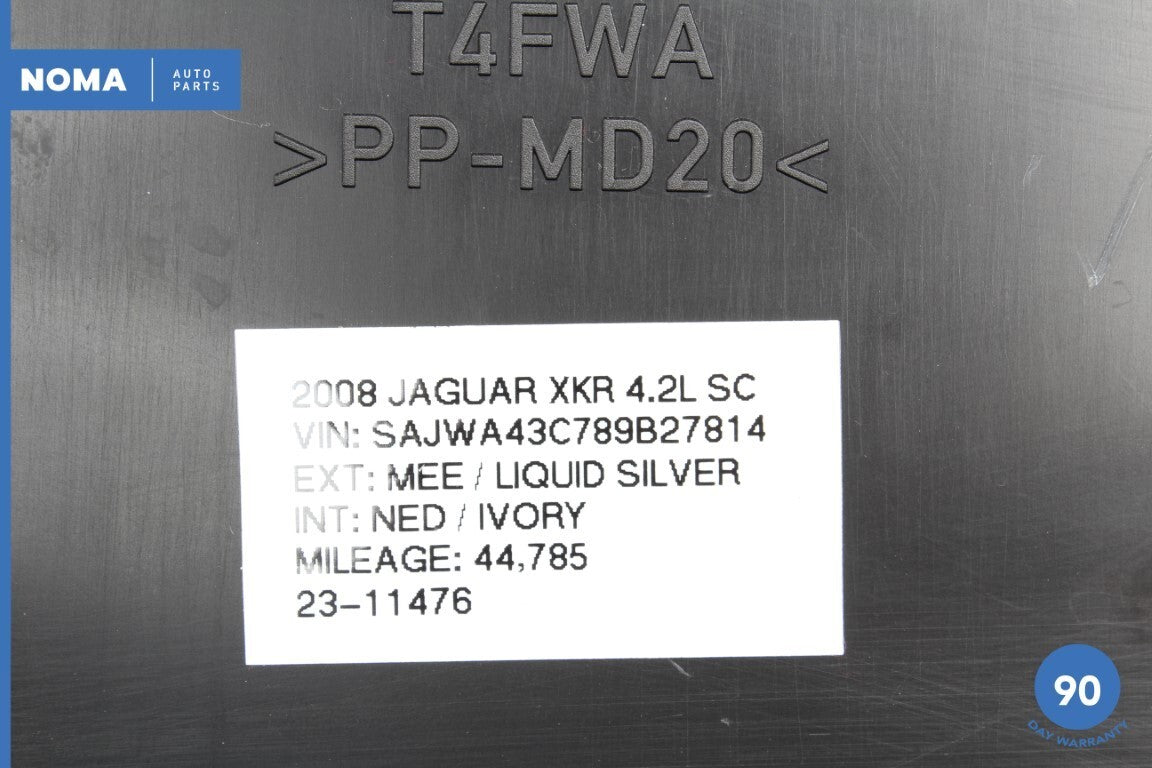 T4FWA
NOMA
AUTO
PARTS
>PP-MD20<
2008 JAGUAR XKR 4.2L SC
VIN: SAJWA43C789B27814
EXT: MEE / LIQUID SILVER
INT: NED / IVORY
MILEAGE: 44,785
23-11476
90
DAY WARRANTY